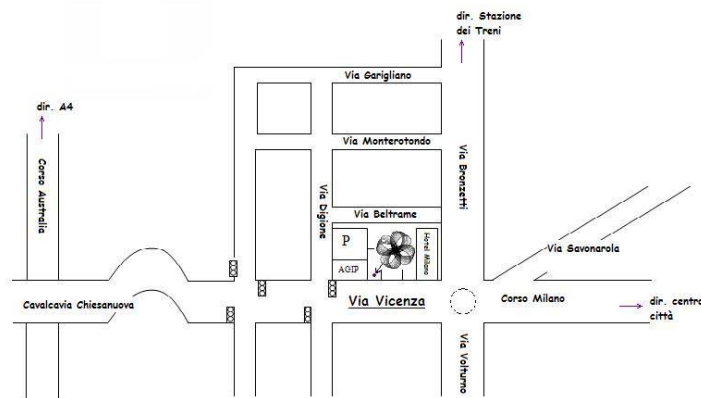 dir. Stazione
dei Treni
Via Garigliano
dir. A4
Via Monterotondo
Corso Australia
Via Digione
Via Bronzetti
Via Beltrame
P
Hotel Milano
Via Savonarola
AGIP
Cavalcavia Chiesanuova
Via Vicenza
Corso Milano
dir. centro
città
Via Volturno